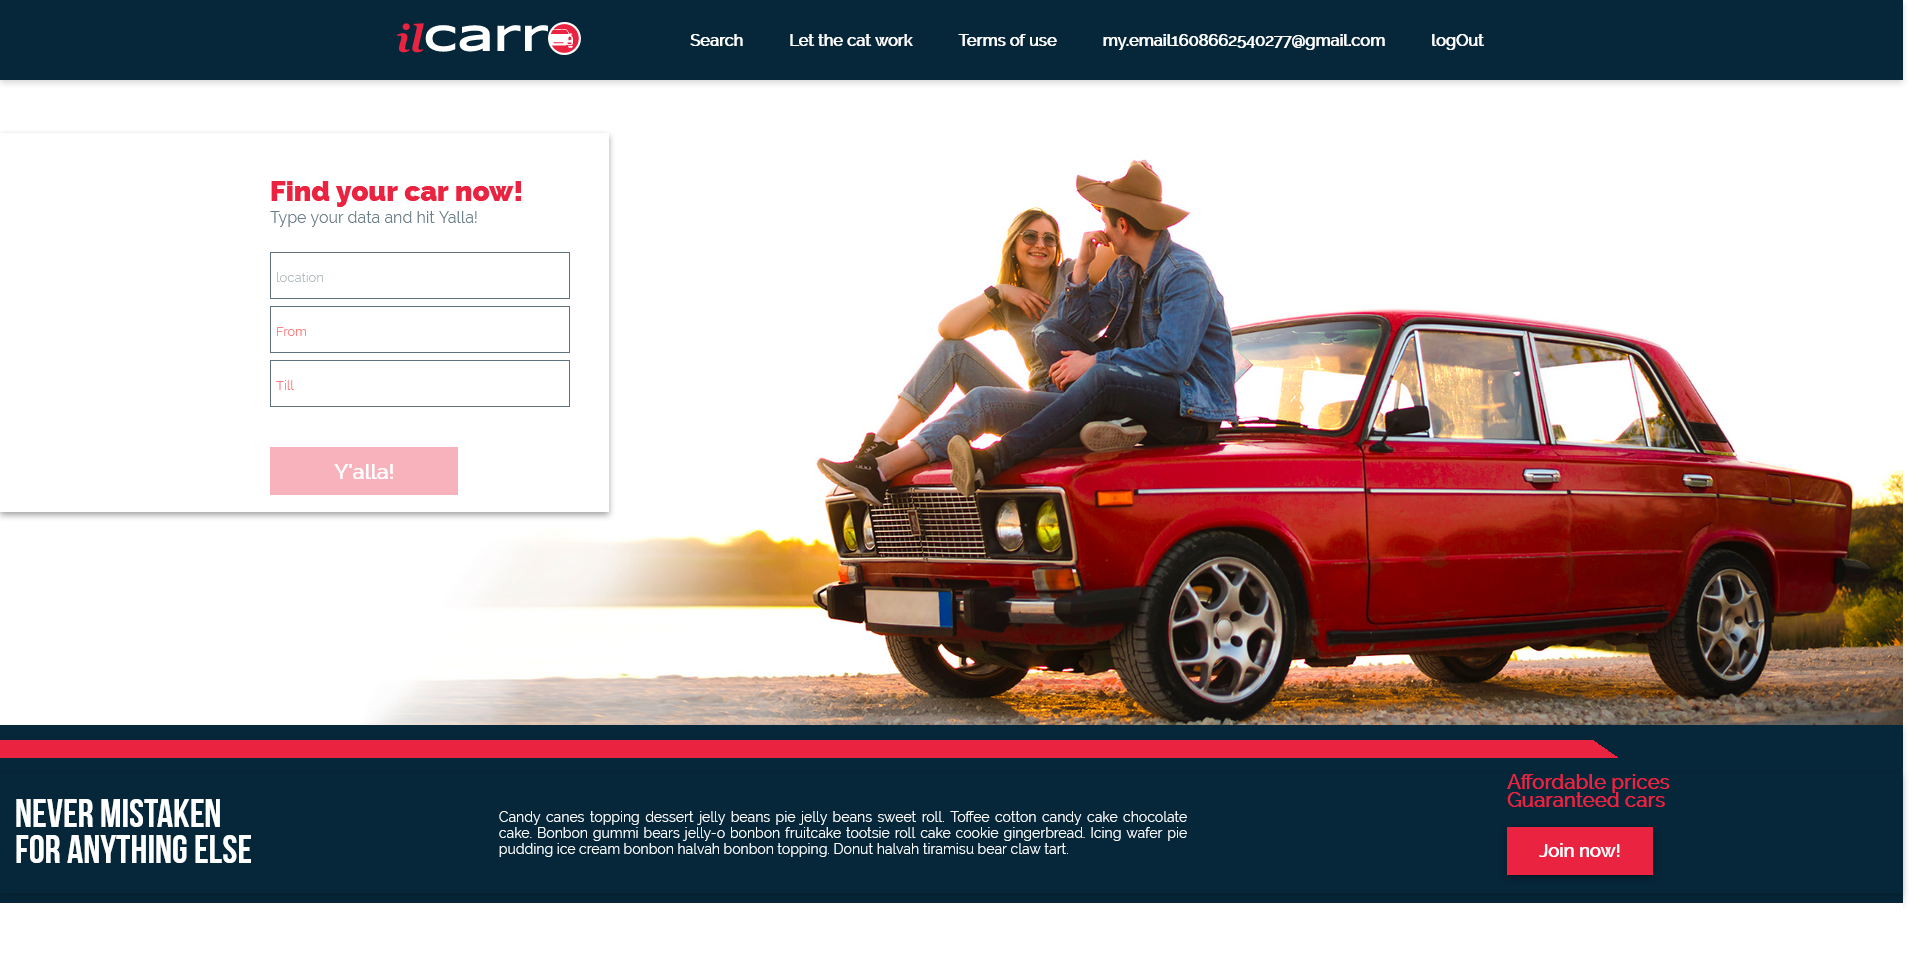 ilcarro
Search
Let the cat work
Terms of use
my.email1608662540277@gmail.com
logOut
Find your car now!
Type your data and hit Yalla!
location
From
Till
Y'alla!
NEVER MISTAKEN
FOR ANYTHING ELSE
Candy canes topping dessert jelly beans pie jelly beans sweet roll. Toffee cotton candy cake chocolate
cake. Bonbon gummi bears jelly-o bonbon fruitcake tootsie roll cake cookie gingerbread. Icing wafer pie
pudding ice cream bonbon halvah bonbon topping. Donut halvah tiramisu bear claw tart.
Affordable prices
Guaranteed cars
Join now!